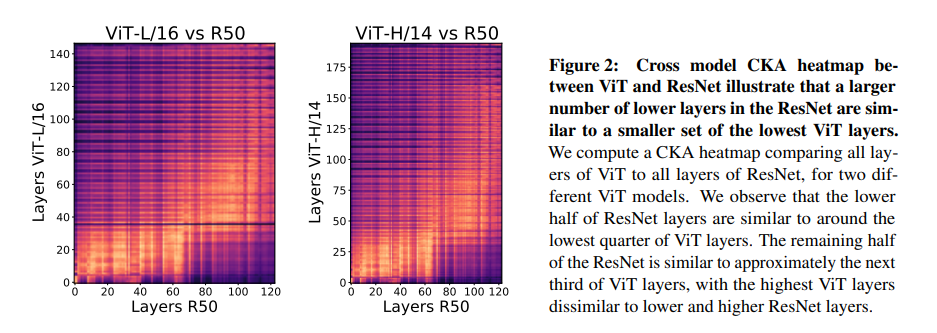 ViT-L/16 vs R50
140
120
100
80
60
40
20
0
Layers ViT-L/16
0 20 40 60 80 100 120
Layers R50
ViT-H/14 vs R50
175
150
125
100
75
50
25
0
Layers ViT-H/14
0 20 40 60 80 100 120
Layers R50
Figure 2: Cross model CKA heatmap be-
tween ViT and ResNet illustrate that a larger
number of lower layers in the ResNet are sim-
ilar to a smaller set of the lowest ViT layers.
We compute a CKA heatmap comparing all lay-
ers of ViT to all layers of ResNet, for two dif-
ferent ViT models. We observe that the lower
half of ResNet layers are similar to around the
lowest quarter of ViT layers. The remaining half
of the ResNet is similar to approximately the next
third of ViT layers, with the highest ViT layers
dissimilar to lower and higher ResNet layers.